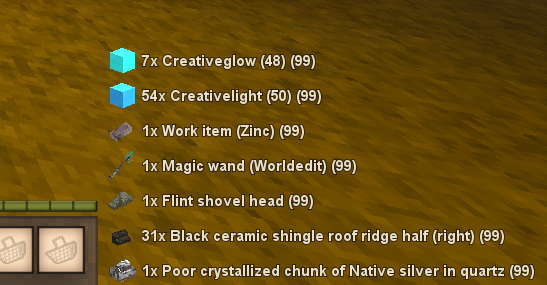 7x Creativeglow (48) (99)
54x Creativelight (50) (99)
1x Work item (Zinc) (99)
1x Magic wand (Worldedit) (99)
1x Flint shovel head (99)
31x Black ceramic shingle roof ridge half (right) (99)
1x Poor crystallized chunk of Native silver in quartz (99)